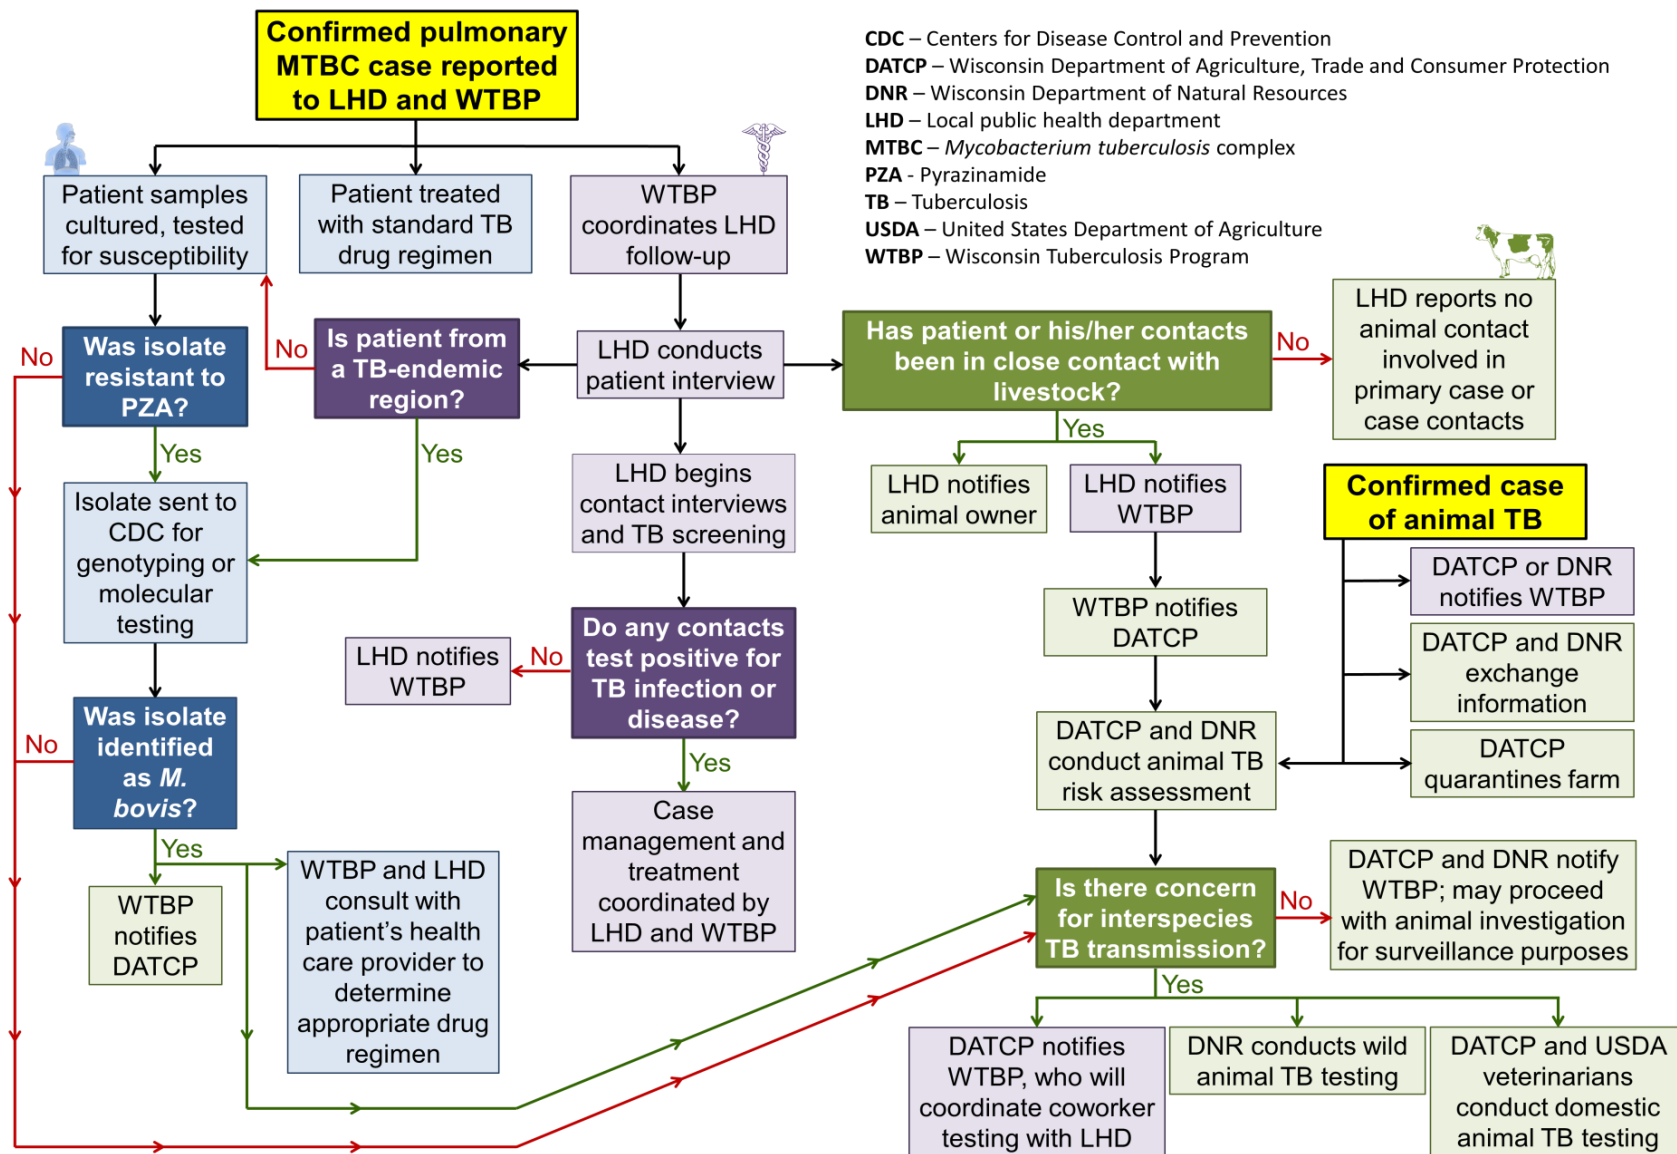 Confirmed pulmonary
MTBC case reported
to LHD and WTBP
CDC – Centers for Disease Control and Prevention
DATCP – Wisconsin Department of Agriculture, Trade and Consumer Protection
DNR – Wisconsin Department of Natural Resources
LHD – Local public health department
MTBC – Mycobacterium tuberculosis complex
PZA - Pyrazinamide
TB – Tuberculosis
USDA – United States Department of Agriculture
WTBP – Wisconsin Tuberculosis Program
Patient samples
cultured, tested
for susceptibility
Patient treated
with standard TB
drug regimen
WTBP
coordinates LHD
follow-up
No
Was isolate
resistant to
PZA?
Yes
No
Is patient from
a TB-endemic
region?
Yes
LHD conducts
patient interview
Has patient or his/her contacts
been in close contact with
livestock?
No
LHD reports no
animal contact
involved in
primary case or
case contacts
Yes
LHD notifies
animal owner
LHD notifies
WTBP
Isolate sent to
CDC for
genotyping or
molecular
testing
LHD begins
contact interviews
and TB screening
Confirmed case
of animal TB
DATCP or DNR
notifies WTBP
DATCP and DNR
exchange
information
DATCP
quarantines farm
WTBP notifies
DATCP
LHD notifies
WTBP
No
Do any contacts
test positive for
TB infection or
disease?
Yes
No
Was isolate
identified
as M.
bovis?
Yes
DATCP and DNR
conduct animal TB
risk assessment
Case
management and
treatment
coordinated by
LHD and WTBP
WTBP
notifies
DATCP
WTBP and LHD
consult with
patient's health
care provider to
determine
appropriate drug
regimen
Is there concern
for interspecies
TB transmission?
No
DATCP and DNR notify
WTBP; may proceed
with animal investigation
for surveillance purposes
Yes
DATCP notifies
WTBP, who will
coordinate coworker
testing with LHD
DNR conducts wild
animal TB testing
DATCP and USDA
veterinarians
conduct domestic
animal TB testing